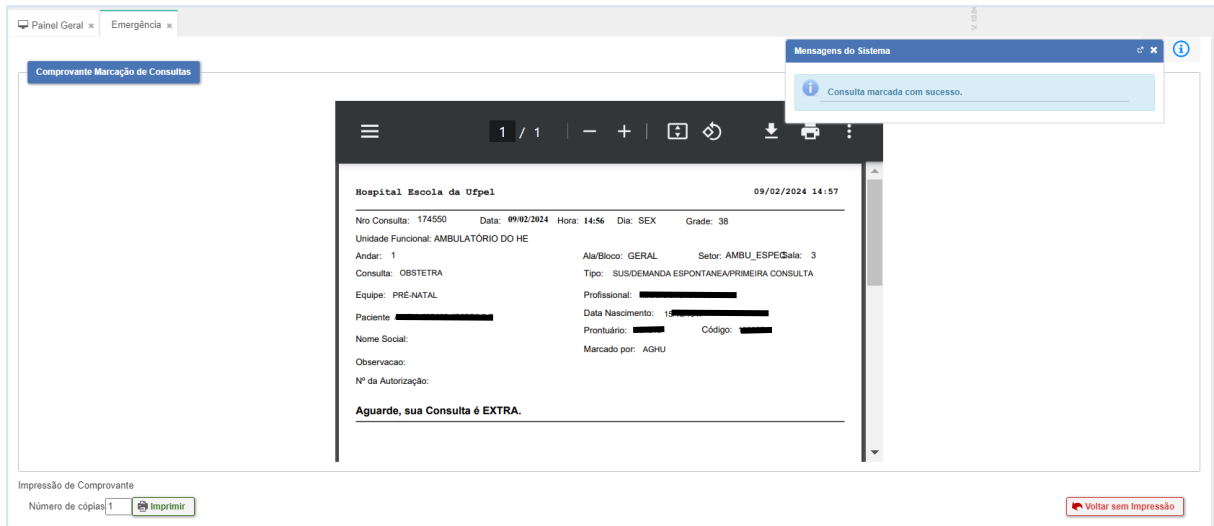 Painel Geral × Emergência ×
Mensagens do Sistema
Consulta marcada com sucesso.
Comprovante Marcação de Consultas
1 / 1
Hospital Escola da Ufpel 09/02/2024 14:57
Nro Consulta: 174550 Data: 09/02/2024 Hora: 14:56 Dia: SEX Grade: 38
Unidade Funcional: AMBULATÓRIO DO HE
Andar: 1 Ala/Bloco: GERAL Setor: AMBU_ESPEC Sala: 3
Consulta: OBSTETRA Tipo: SUS/DEMANDA ESPONTANEA/PRIMEIRA CONSULTA
Equipe: PRÉ-NATAL Profissional:
Paciente Data Nascimento:
Prontuário: Código:
Nome Social:
Marcado por: AGHU
Observacao:
Nº da Autorização:
Aguarde, sua Consulta é EXTRA.
Impressão de Comprovante
Número de cópias 1 Imprimir Voltar sem Impressão